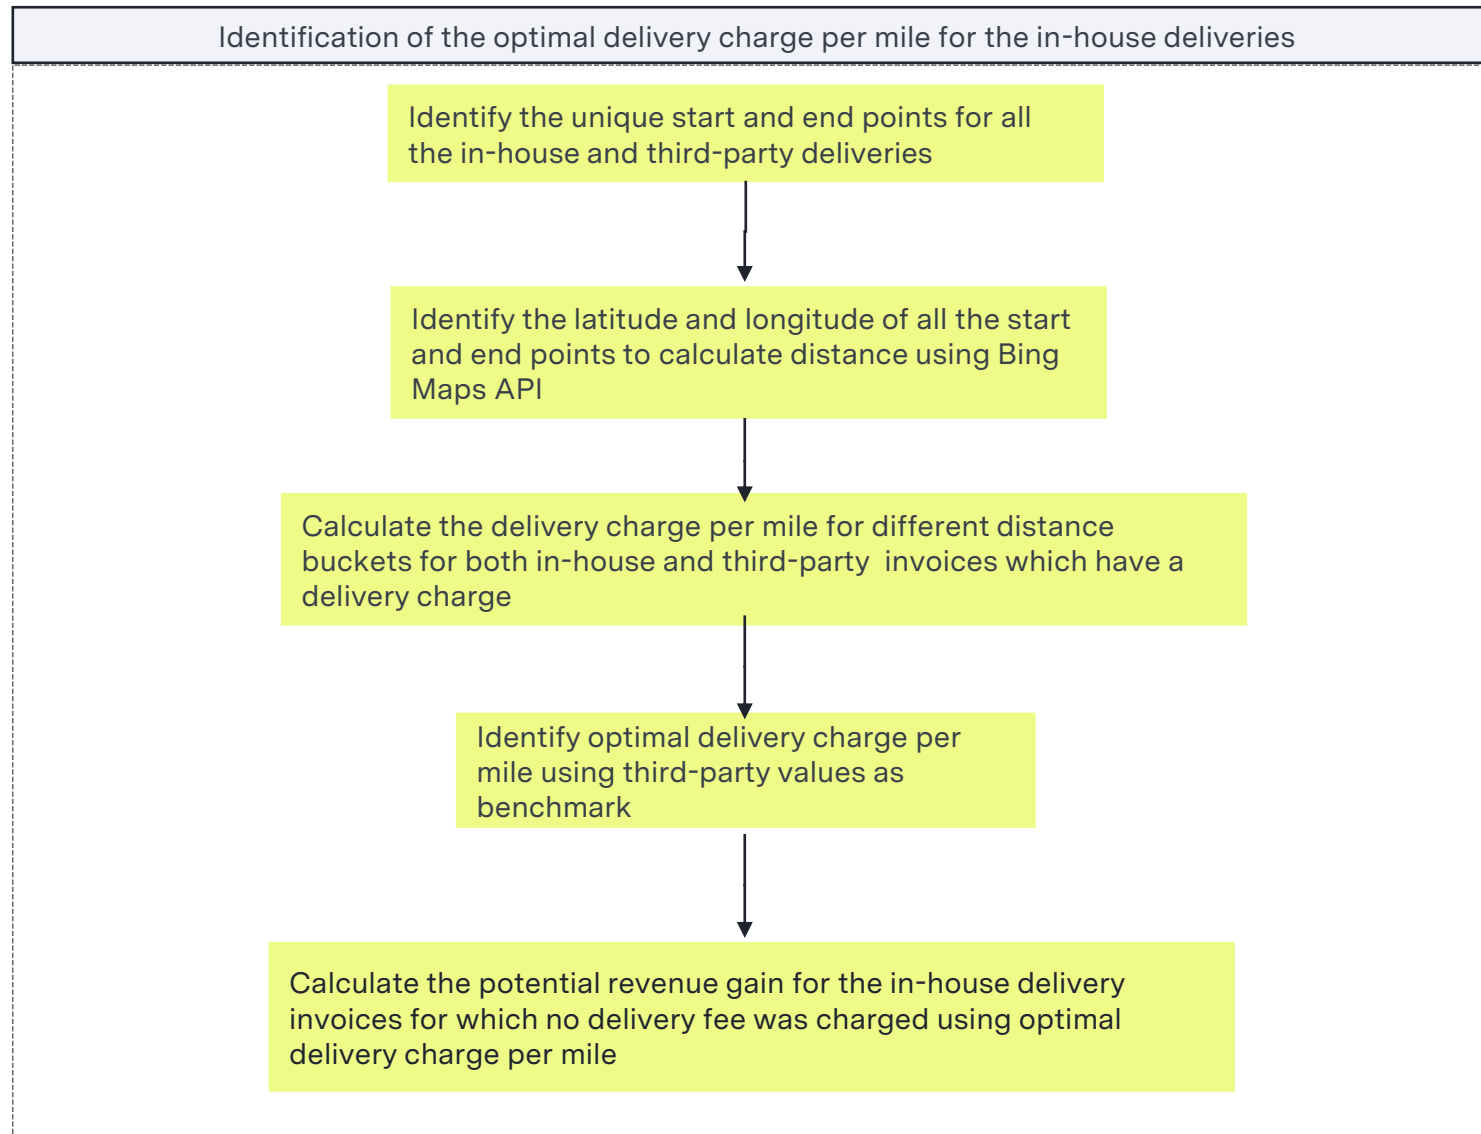 Identification of the optimal delivery charge per mile for the in-house deliveries
Identify the unique start and end points for all
the in-house and third-party deliveries
Identify the latitude and longitude of all the start
and end points to calculate distance using Bing
Maps API
Calculate the delivery charge per mile for different distance
buckets for both in-house and third-party  invoices which have a
delivery charge
Identify optimal delivery charge per
mile using third-party values as
benchmark
Calculate the potential revenue gain for the in-house delivery
invoices for which no delivery fee was charged using optimal
delivery charge per mile